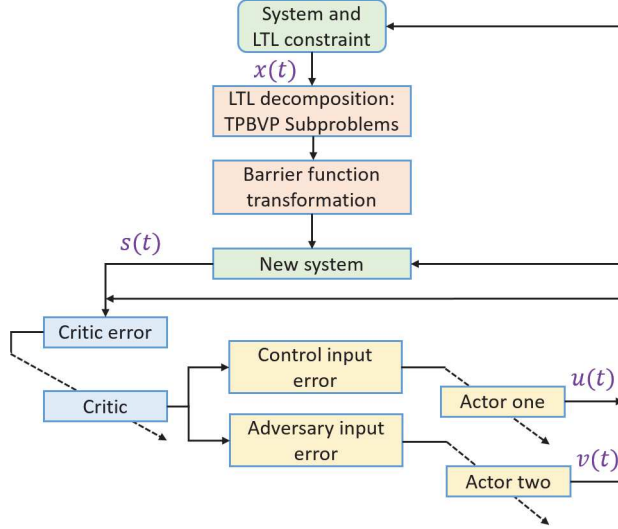 System and
LTL constraint
x(t)
LTL decomposition:
TPBVP Subproblems
Barrier function
transformation
s(t)
New system
Critic error
Control input
error
u(t)
Critic
Actor one
Adversary input
error
v(t)
Actor two